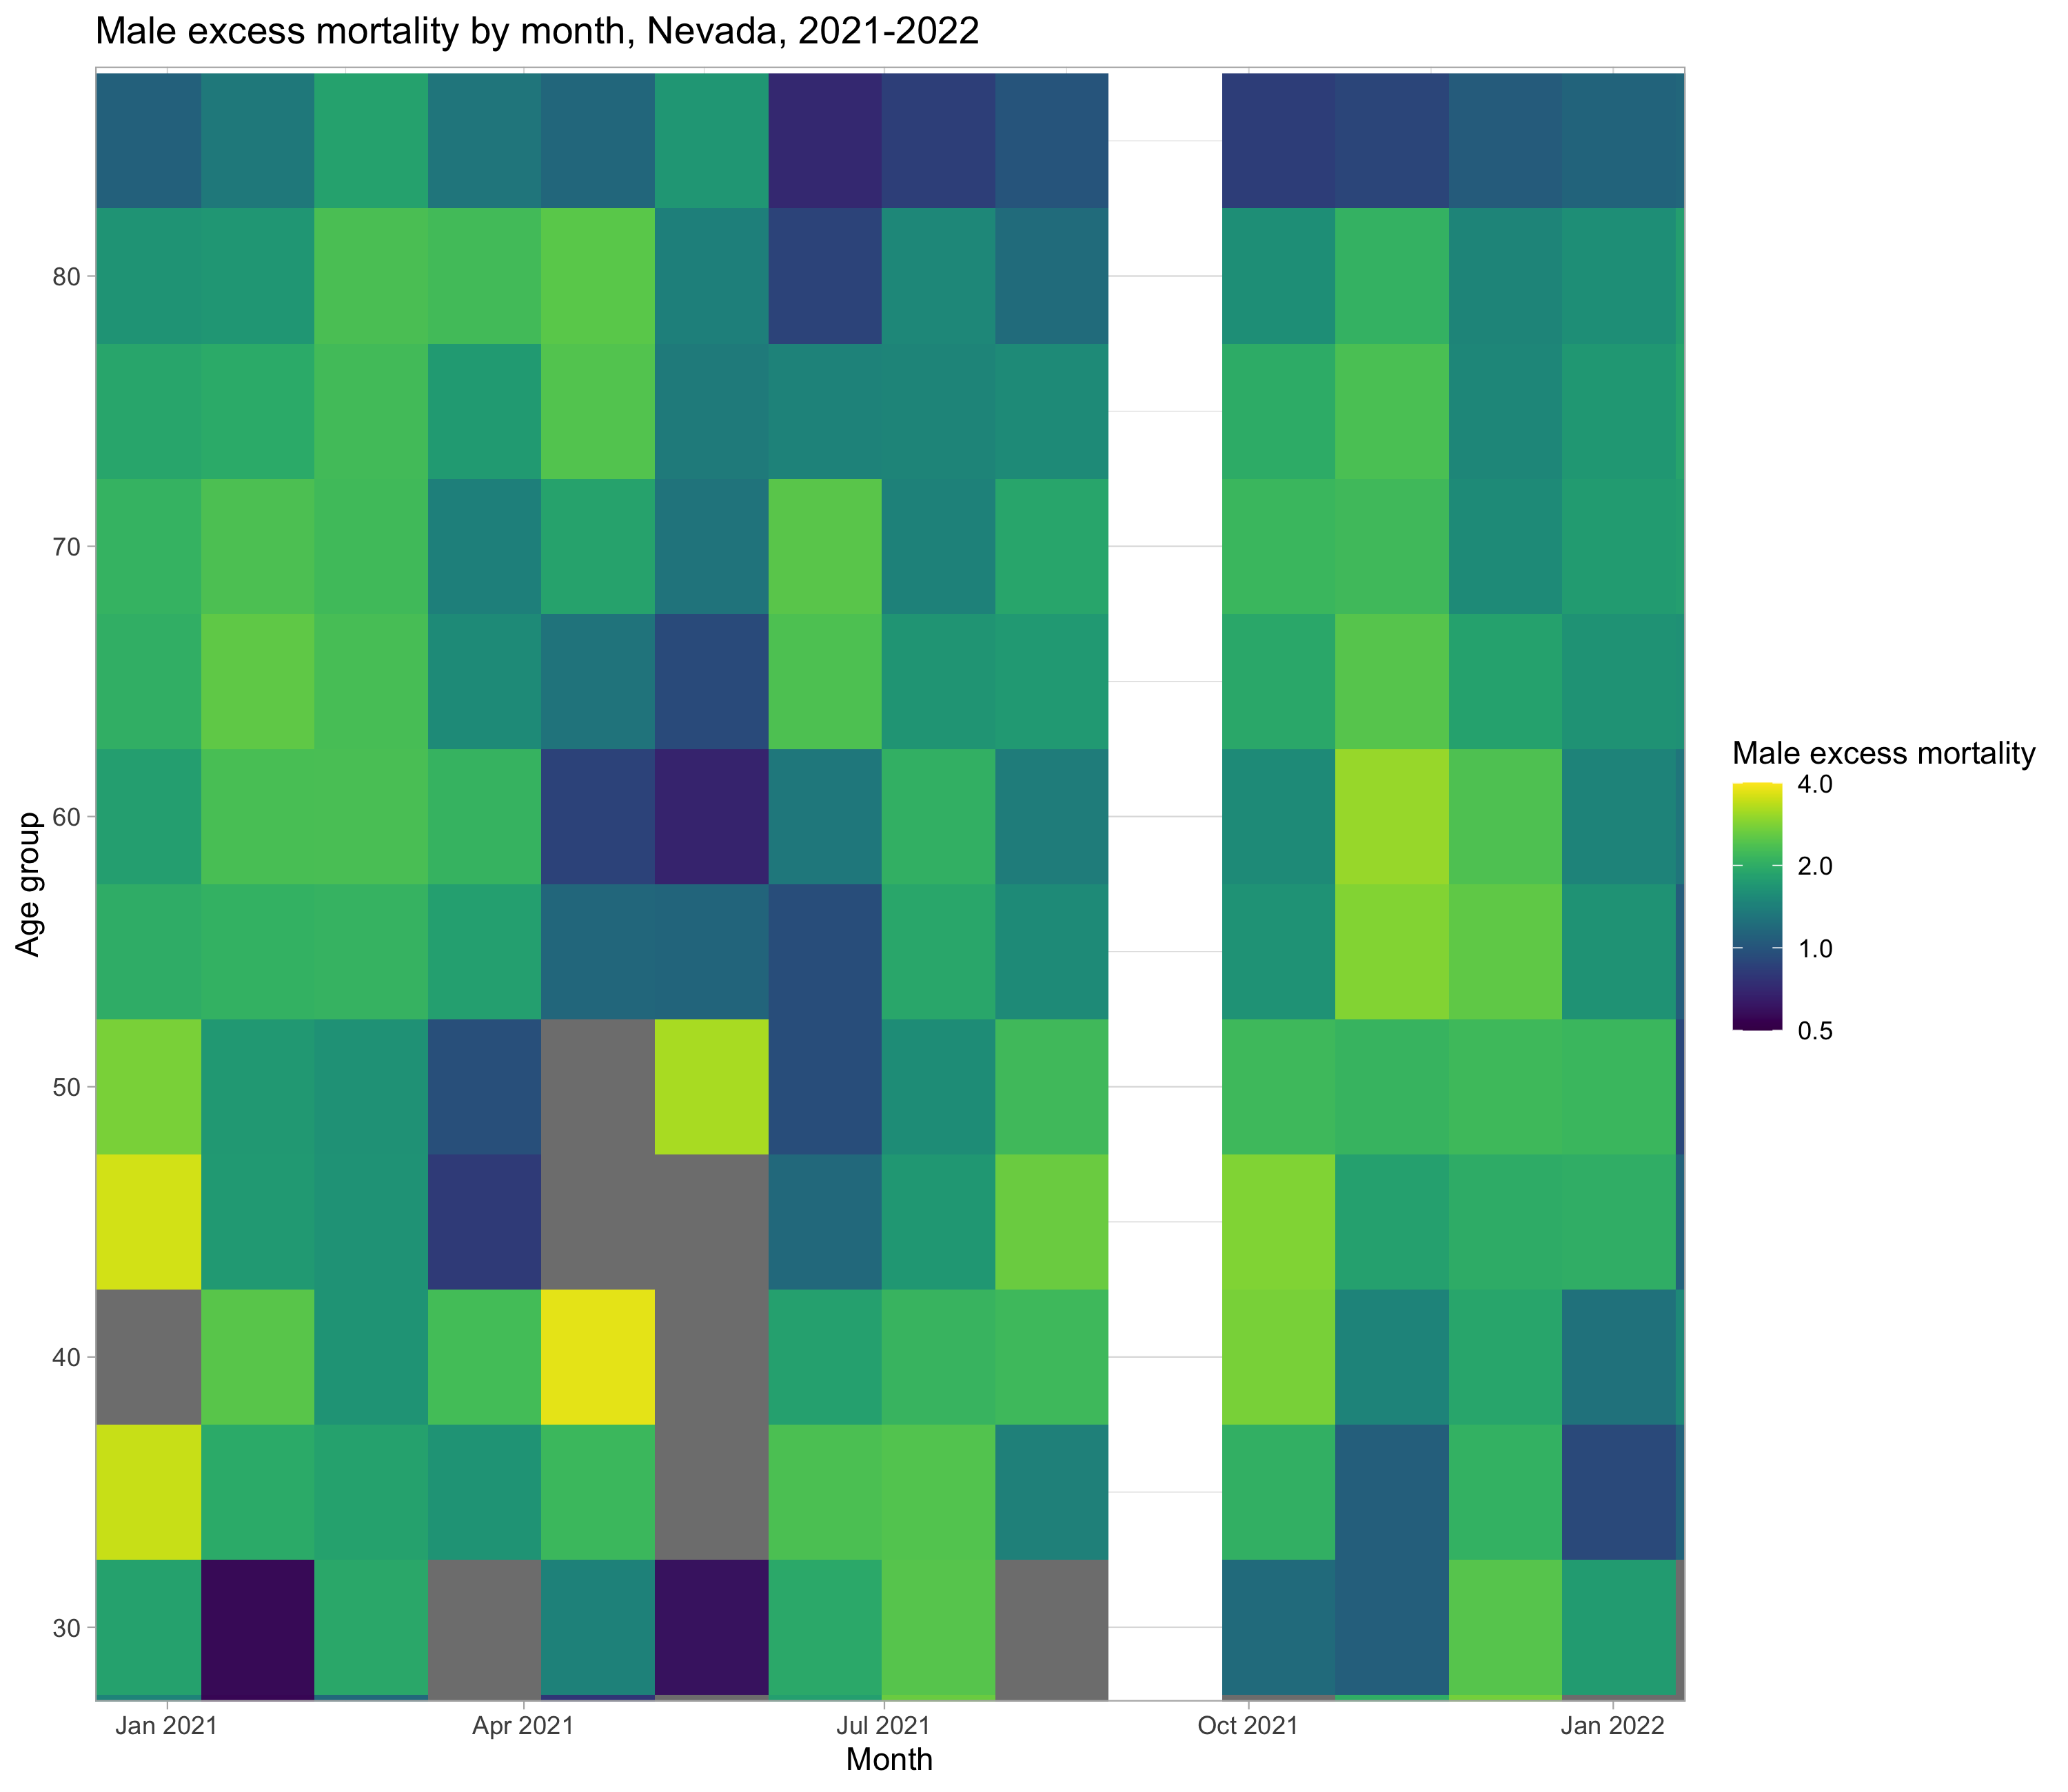 Male excess mortality by month, Nevada, 2021-2022
80
70
60
50
40
30
Age group
Jan 2021
Apr 2021
Jul 2021
Oct 2021
Jan 2022
Month
Male excess mortality
4.0
2.0
1.0
0.5